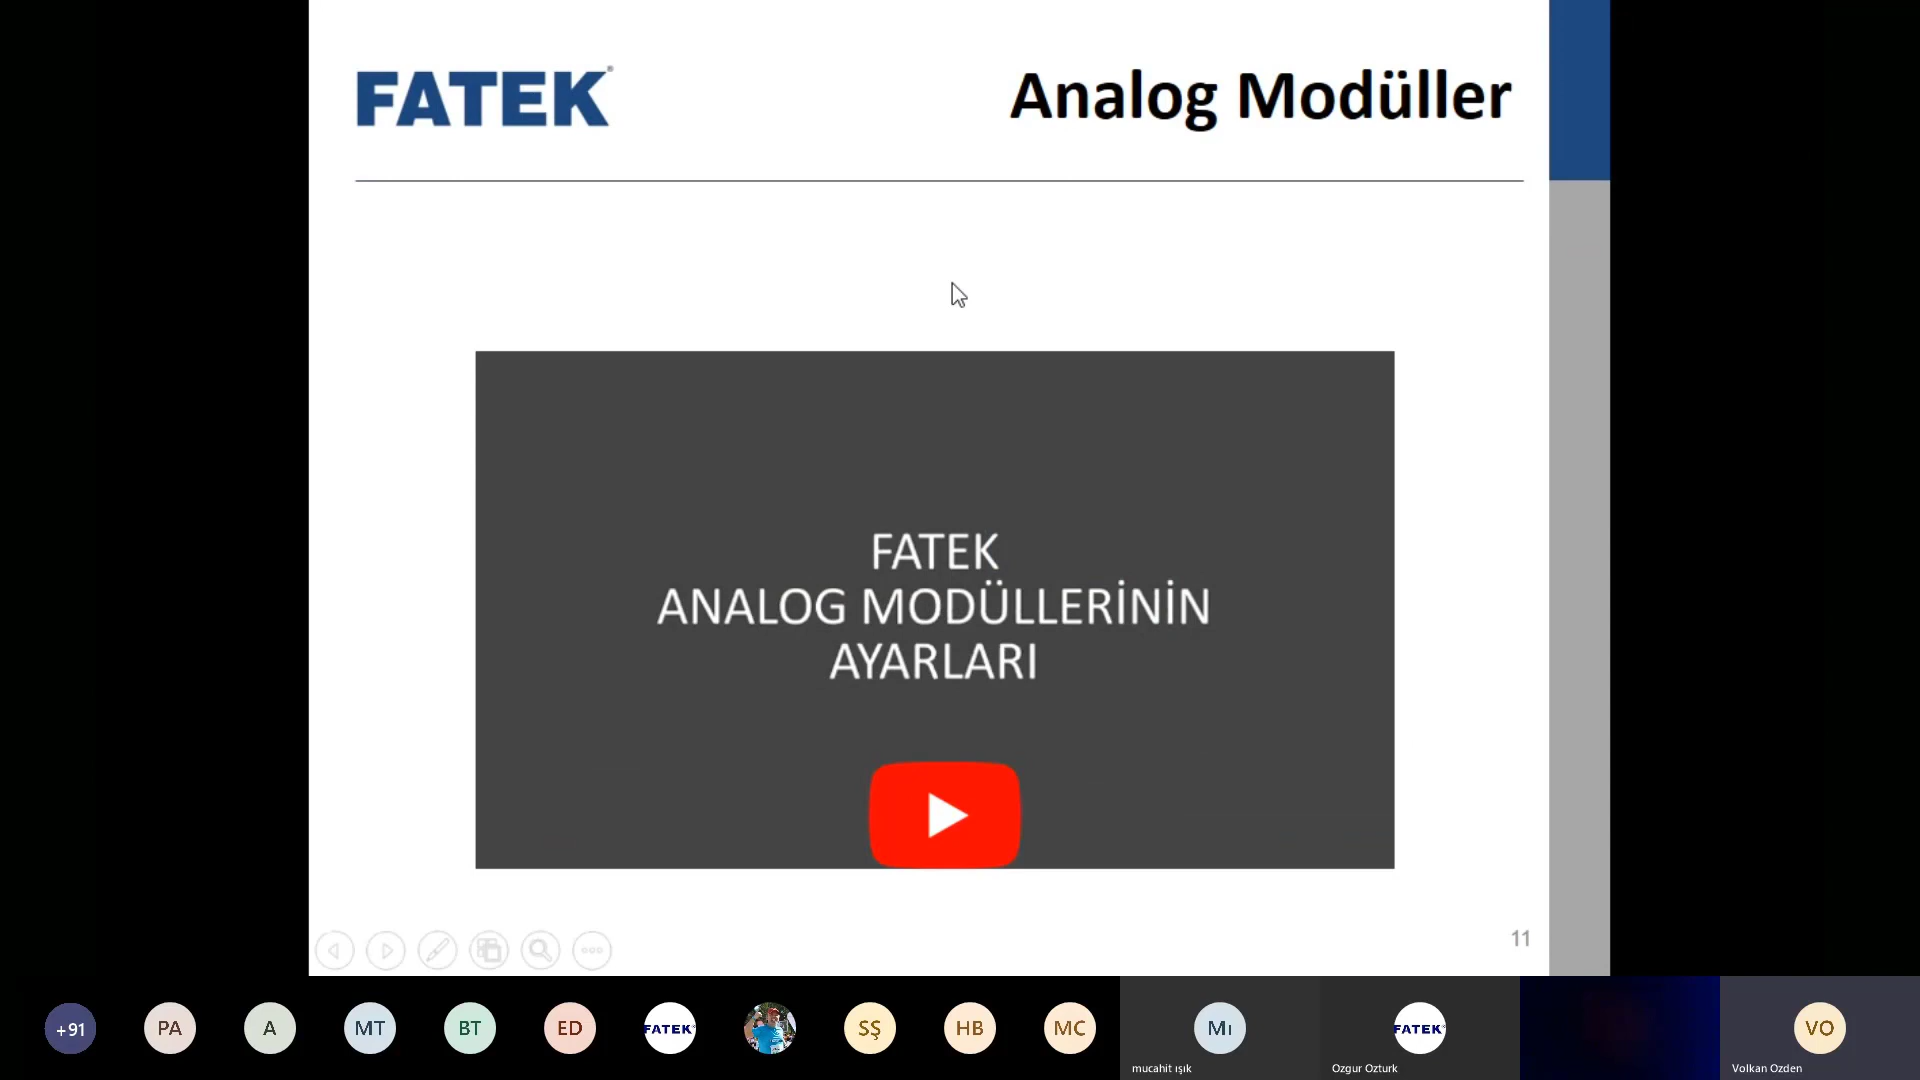 FATEK
Analog Modüller
FATEK
ANALOG MODÜLLERİNİN
AYARLARI
11
+91
PA
A
MT
BT
ED
FATEK
SŞ
HB
MC
Mı
FATEK
VO
mucahit ışık
Ozgur Ozturk
Volkan Ozden